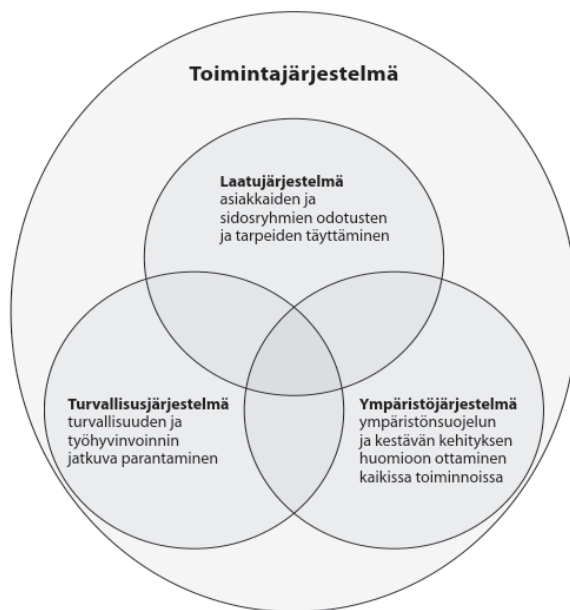 Toimintajärjestelmä
Laatujärjestelmä
asiakkaiden ja
sidosryhmien odotusten
ja tarpeiden täyttäminen
Turvallisusjärjestelmä
turvallisuuden ja
työhyvinvoinnin
jatkuva parantaminen
Ympäristöjärjestelmä
ympäristönsuojelun
ja kestävän kehityksen
huomioon ottaminen
kaikissa toiminnoissa